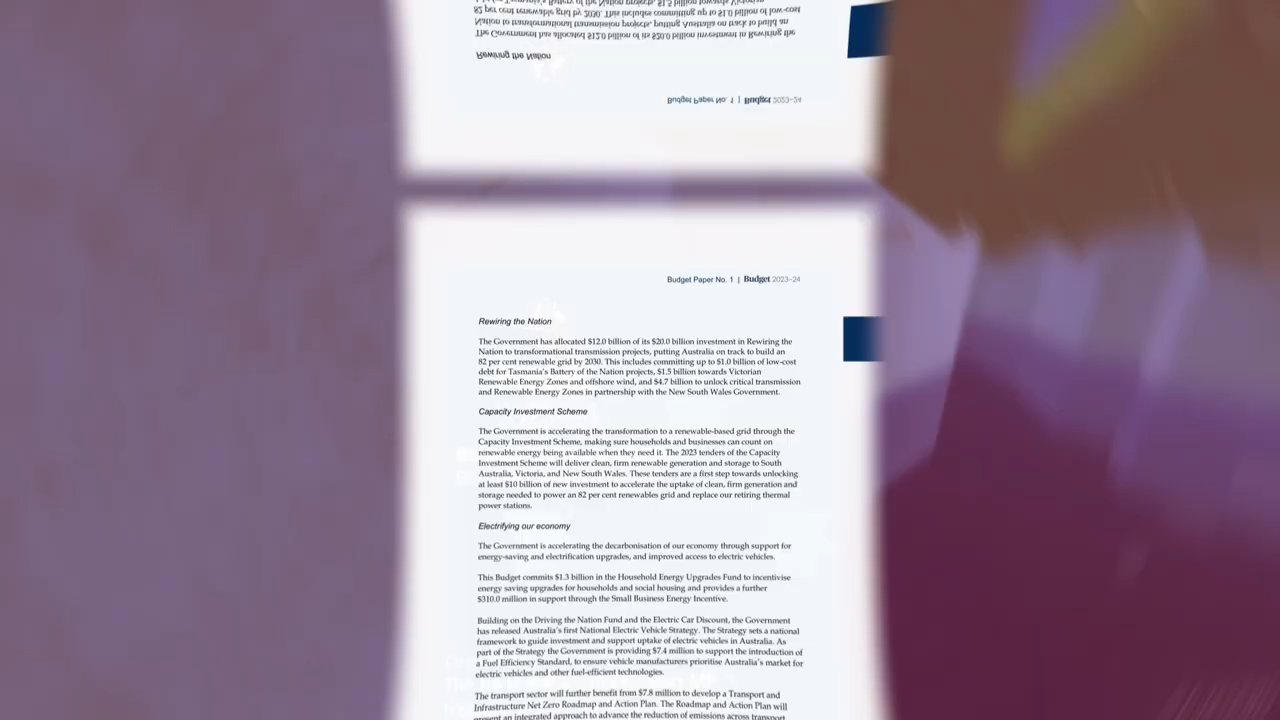 Budget Paper No. 1 | Budget 2023–24
Rewiring the Nation
The Government has allocated $12.0 billion of its $20.0 billion investment in Rewiring the
Nation to transformational transmission projects, putting Australia on track to build an
82 per cent renewable grid by 2030. This includes committing up to $1.0 billion of low-cost
debt for Tasmania's Battery of the Nation projects, $1.5 billion towards Victorian
Renewable Energy Zones and offshore wind, and $4.7 billion to unlock critical transmission
and Renewable Energy Zones in partnership with the New South Wales Government.
Capacity Investment Scheme
The Government is accelerating the transformation to a renewable-based grid through the
Capacity Investment Scheme, making sure households and businesses can count on
renewable energy being available when they need it. The 2023 tenders of the Capacity
Investment Scheme will deliver clean, firm renewable generation and storage to South
Australia, Victoria, and New South Wales. These tenders are a first step towards unlocking
at least $10 billion of new investment to accelerate the uptake of clean, firm generation and
storage needed to power an 82 per cent renewables grid and replace our retiring thermal
power stations.
Electrifying our economy
The Government is accelerating the decarbonisation of our economy through support for
energy-saving and electrification upgrades, and improved access to electric vehicles.
This Budget commits $1.3 billion in the Household Energy Upgrades Fund to incentivise
energy saving upgrades for households and social housing and provides a further
$310.0 million in support through the Small Business Energy Incentive.
Building on the Driving the Nation Fund and the Electric Car Discount, the Government
has released Australia's first National Electric Vehicle Strategy. The Strategy sets a national
framework to guide investment and support uptake of electric vehicles in Australia. As
part of the Strategy the Government is providing $7.4 million to support the introduction of
a Fuel Efficiency Standard, to ensure vehicle manufacturers prioritise Australia's market for
electric vehicles and other fuel-efficient technologies.
The transport sector will further benefit from $7.8 million to develop a Transport and
Infrastructure Net Zero Roadmap and Action Plan. The Roadmap and Action Plan will
present an integrated approach to advance the reduction of emissions across transport